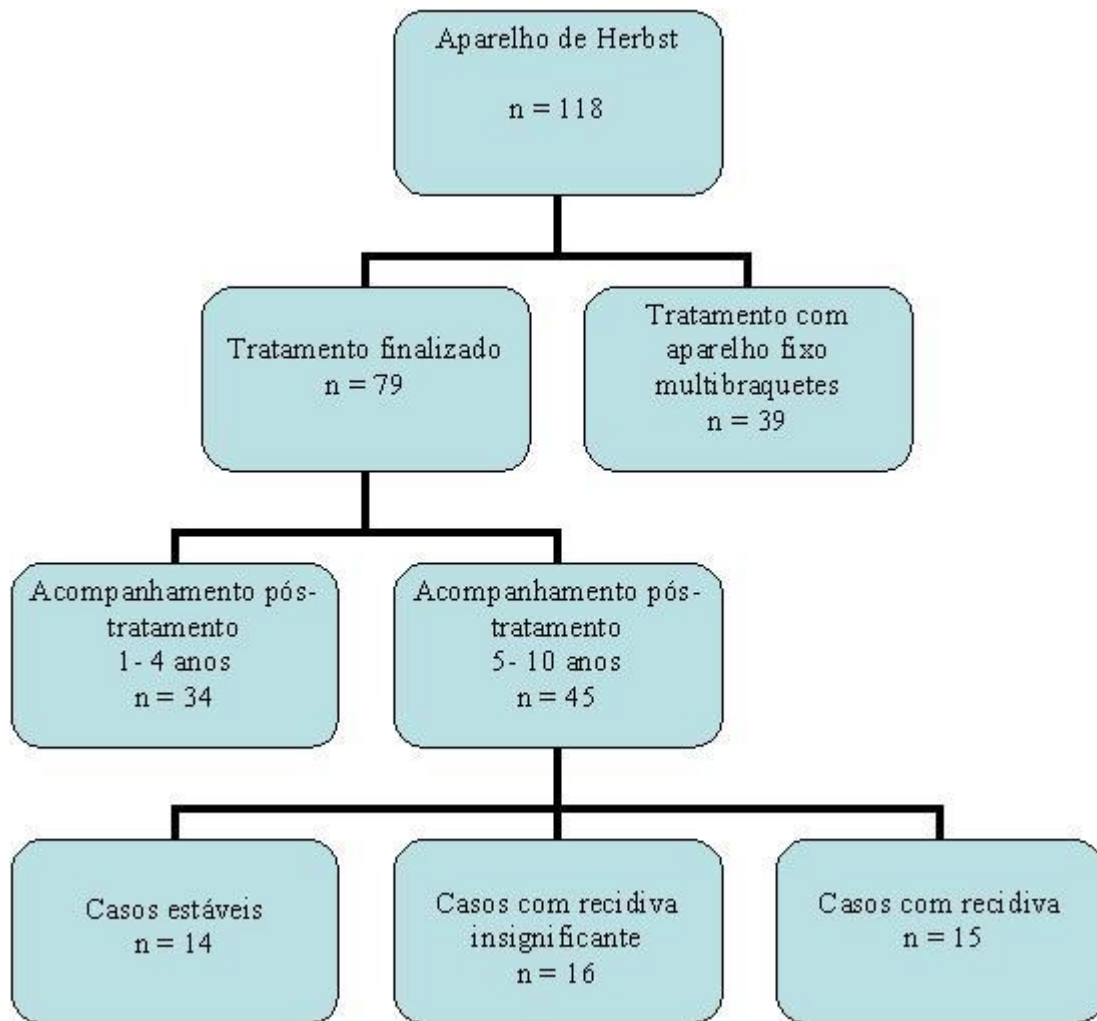 Aparelho de Herbst
n = 118
Tratamento finalizado
n = 79
Tratamento com
aparelho fixo
multibraquetes
n = 39
Acompanhamento pós-
tratamento
1- 4 anos
n = 34
Acompanhamento pós-
tratamento
5- 10 anos
n = 45
Casos estáveis
n = 14
Casos com recidiva
insignificante
n = 16
Casos com recidiva
n = 15